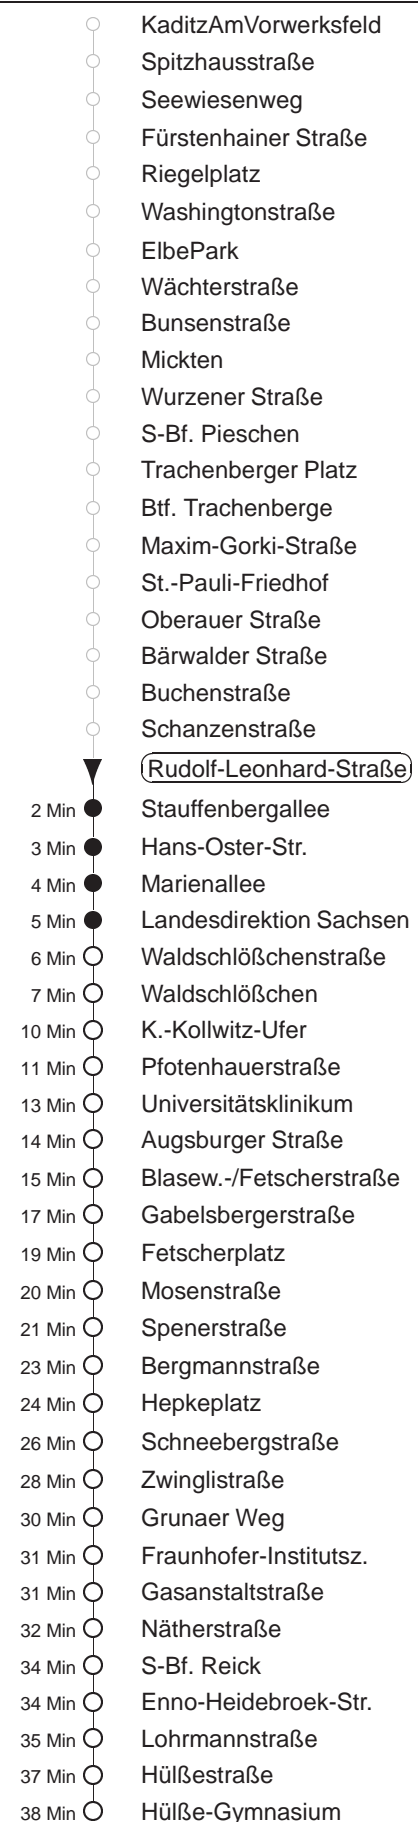 KaditzAmVorwerksfeld
Spitzhausstraße
Seewiesenweg
Fürstenhainer Straße
Riegelplatz
Washingtonstraße
ElbePark
Wächterstraße
Bunsenstraße
Mickten
Wurzener Straße
S-Bf. Pieschen
Trachenberger Platz
Btf. Trachenberge
Maxim-Gorki-Straße
St.-Pauli-Friedhof
Oberauer Straße
Bärwalder Straße
Buchenstraße
Schanzenstraße
Rudolf-Leonhard-Straße
2 Min Stauffenbergallee
3 Min Hans-Oster-Str.
4 Min Marienallee
5 Min Landesdirektion Sachsen
6 Min Waldschlößchenstraße
7 Min Waldschlößchen
10 Min K.-Kollwitz-Ufer
11 Min Pfotenhauerstraße
13 Min Universitätsklinikum
14 Min Augsburger Straße
15 Min Blasew.-/Fetscherstraße
17 Min Gabelsbergerstraße
19 Min Fetscherplatz
20 Min Mosenstraße
21 Min Spenerstraße
23 Min Bergmannstraße
24 Min Hepkeplatz
26 Min Schneebergstraße
28 Min Zwinglistraße
30 Min Grunaer Weg
31 Min Fraunhofer-Institutsz.
31 Min Gasanstaltstraße
32 Min Nätherstraße
34 Min S-Bf. Reick
34 Min Enno-Heidebroek-Str.
35 Min Lohrmannstraße
37 Min Hülßestraße
38 Min Hülße-Gymnasium